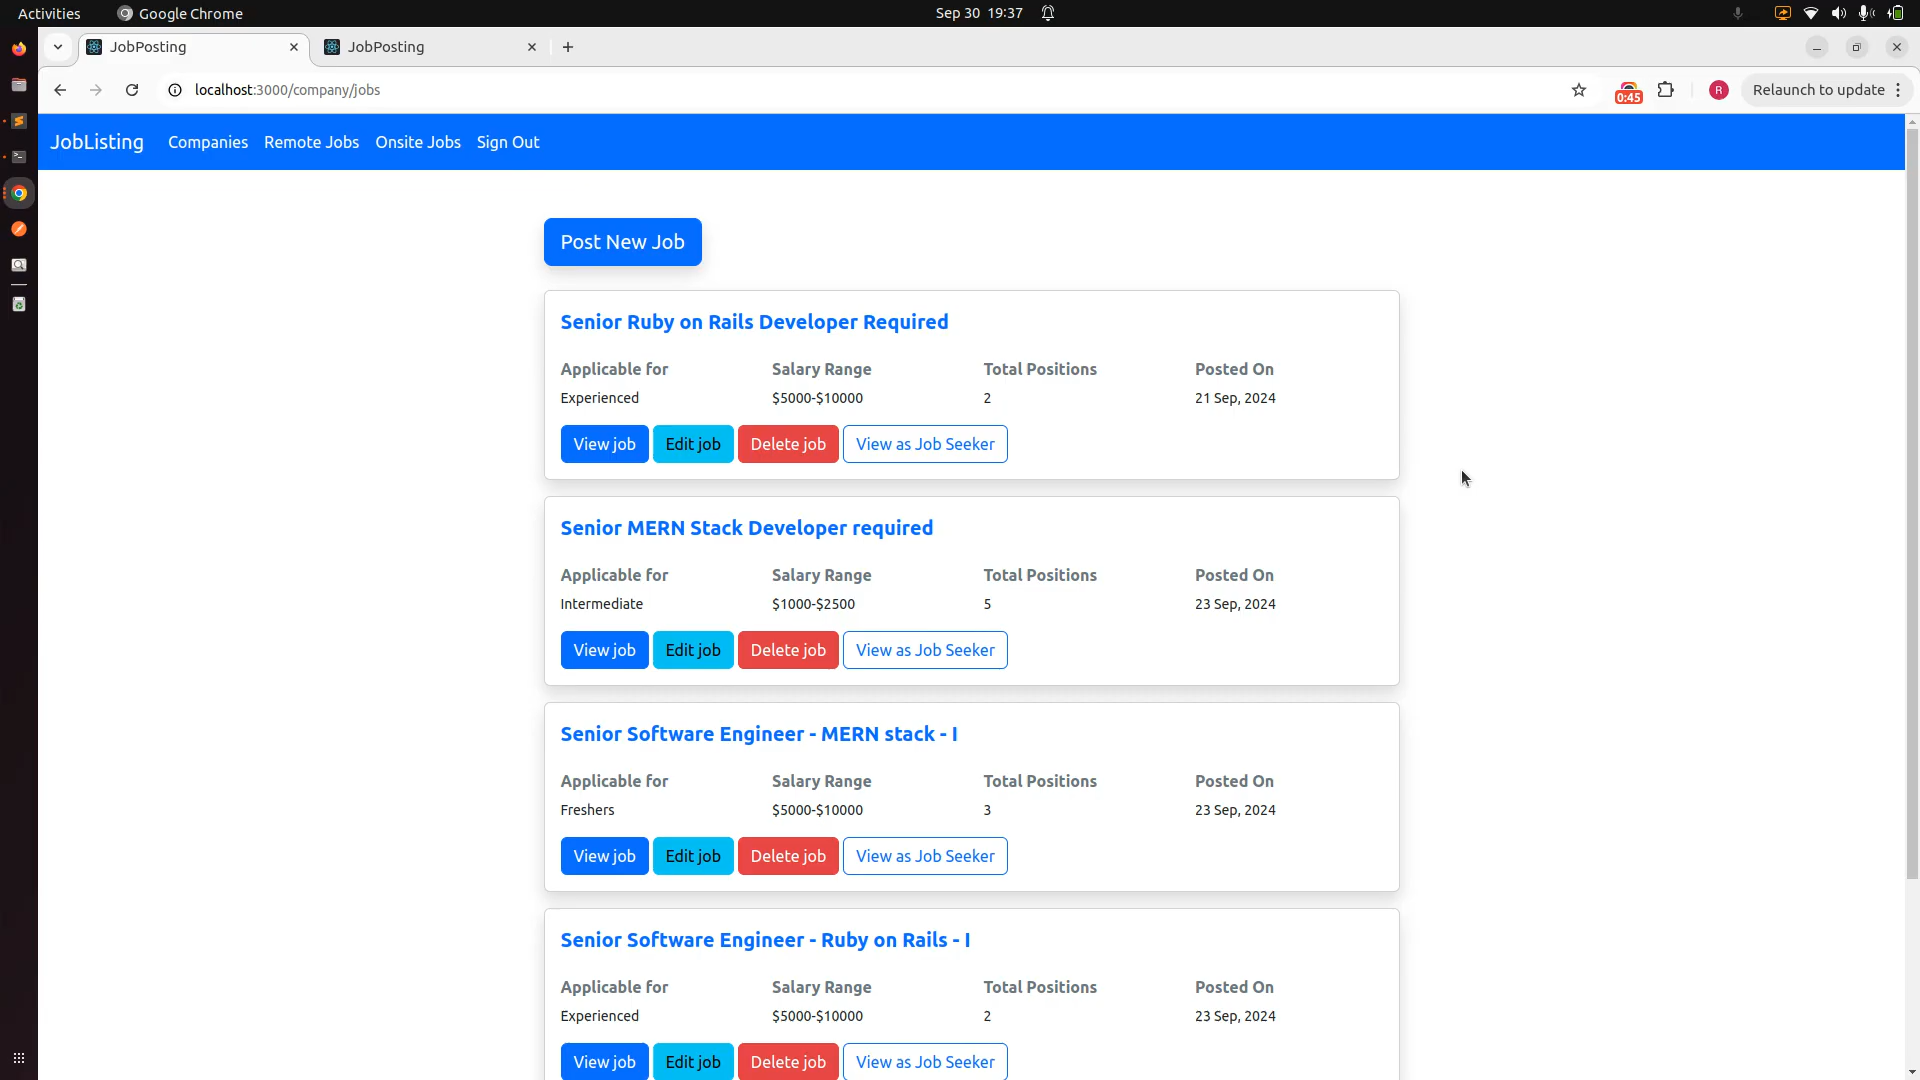 Activities Google Chrome Sep 30 19:37
JobPosting JobPosting
localhost:3000/company/jobs 0:45 R Relaunch to update
JobListing Companies Remote Jobs Onsite Jobs Sign Out
Post New Job
Senior Ruby on Rails Developer Required
Applicable for Salary Range Total Positions Posted On
Experienced $5000-$10000 2 21 Sep, 2024
View job Edit job Delete job View as Job Seeker
Senior MERN Stack Developer required
Applicable for Salary Range Total Positions Posted On
Intermediate $1000-$2500 5 23 Sep, 2024
View job Edit job Delete job View as Job Seeker
Senior Software Engineer - MERN stack - I
Applicable for Salary Range Total Positions Posted On
Freshers $5000-$10000 3 23 Sep, 2024
View job Edit job Delete job View as Job Seeker
Senior Software Engineer - Ruby on Rails - I
Applicable for Salary Range Total Positions Posted On
Experienced $5000-$10000 2 23 Sep, 2024
View job Edit job Delete job View as Job Seeker